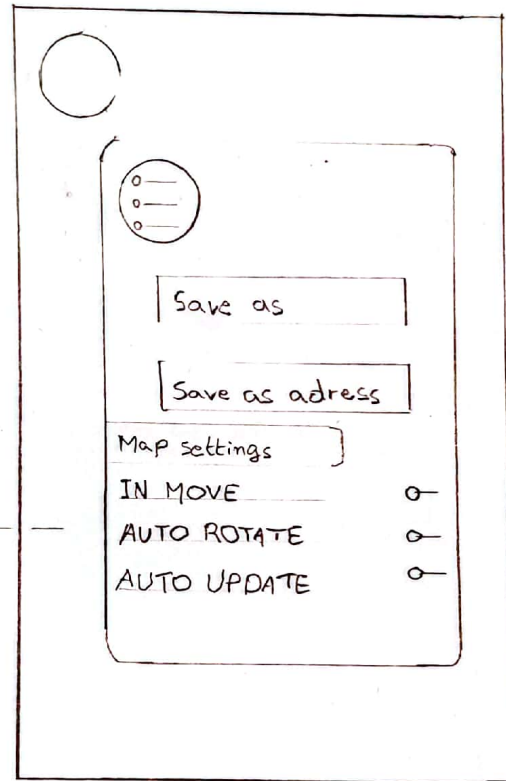 Save as
Save as adress
Map settings
IN MOVE
AUTO ROTATE
AUTO UPDATE